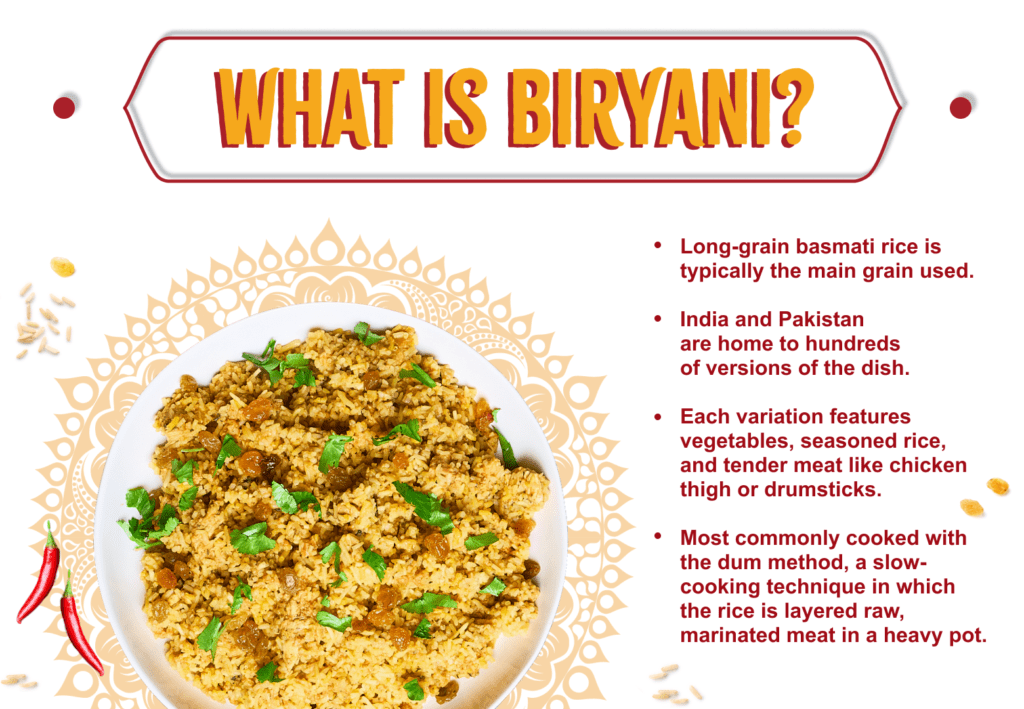 WHAT IS BIRYANI?
• Long-grain basmati rice is
typically the main grain used.
• India and Pakistan
are home to hundreds
of versions of the dish.
• Each variation features
vegetables, seasoned rice,
and tender meat like chicken
thigh or drumsticks.
• Most commonly cooked with
the dum method, a slow-
cooking technique in which
the rice is layered raw,
marinated meat in a heavy pot.